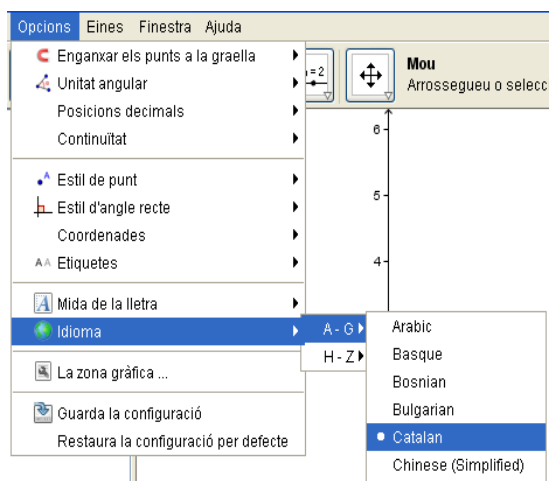 Opcions Eines Finestra Ajuda
Enganxar els punts a la graella
Unitat angular
Posicions decimals
Continuïtat
Estil de punt
Estil d'angle recte
Coordenades
AA Etiquetes
A Mida de la lletra
Idioma
La zona gràfica ...
Guarda la configuració
Restaura la configuració per defecte
=2
Mou
Arrossegueu o selecc
6
5
4
A - G
H - Z
Arabic
Basque
Bosnian
Bulgarian
Catalan
Chinese (Simplified)